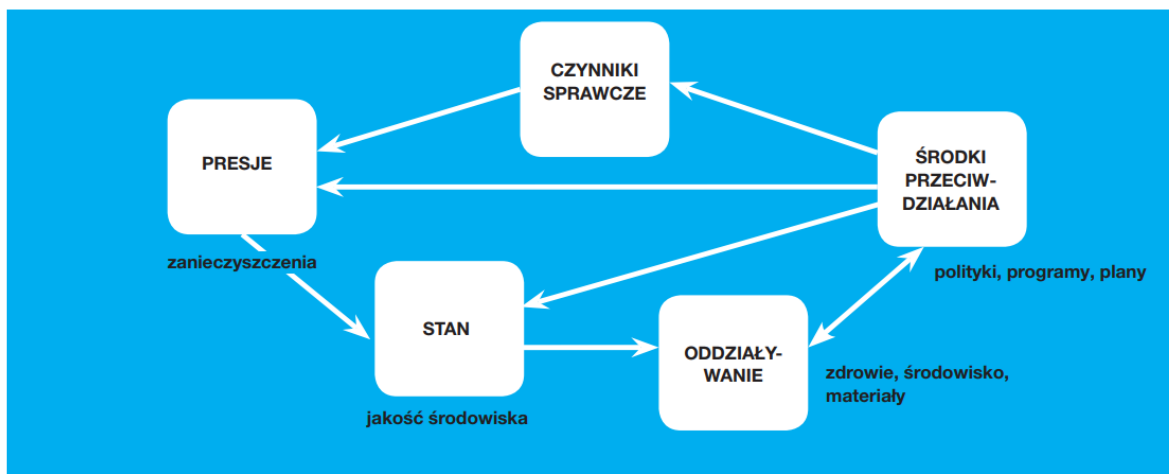 CZYNNIKI
SPRAWCZE
PRESJE
ŚRODKI
PRZECIW-
DZIAŁANIA
zanieczyszczenia
polityki, programy, plany
STAN
ODDZIAŁY-
WANIE
zdrowie, środowisko,
materiały
jakość środowiska